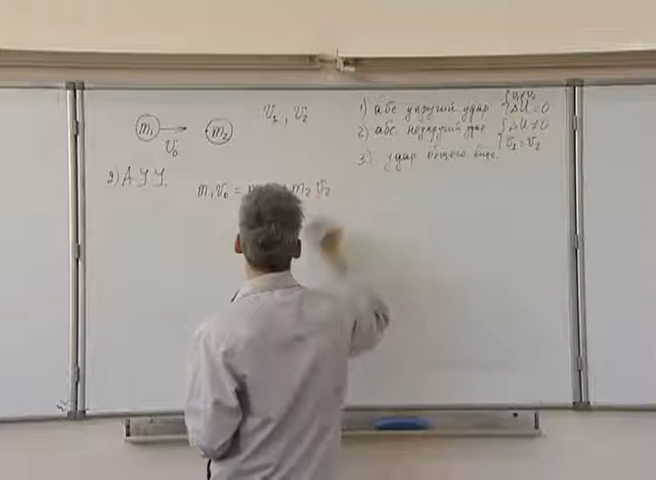 m₁ v₀ m₂ v₁, v₂
1) абс упругий удар { ΔU = 0
2) абс неупругий удар { ΔU ≠ 0 v₁ = v₂
3) удар общего вида.
m₁v₀ = m₂v₂